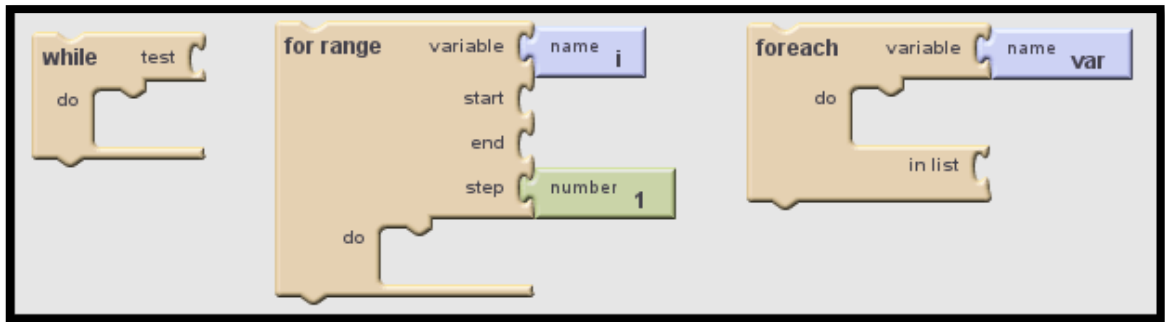 while test
do
for range variable name i
start
end
step number 1
do
foreach variable name var
do
in list